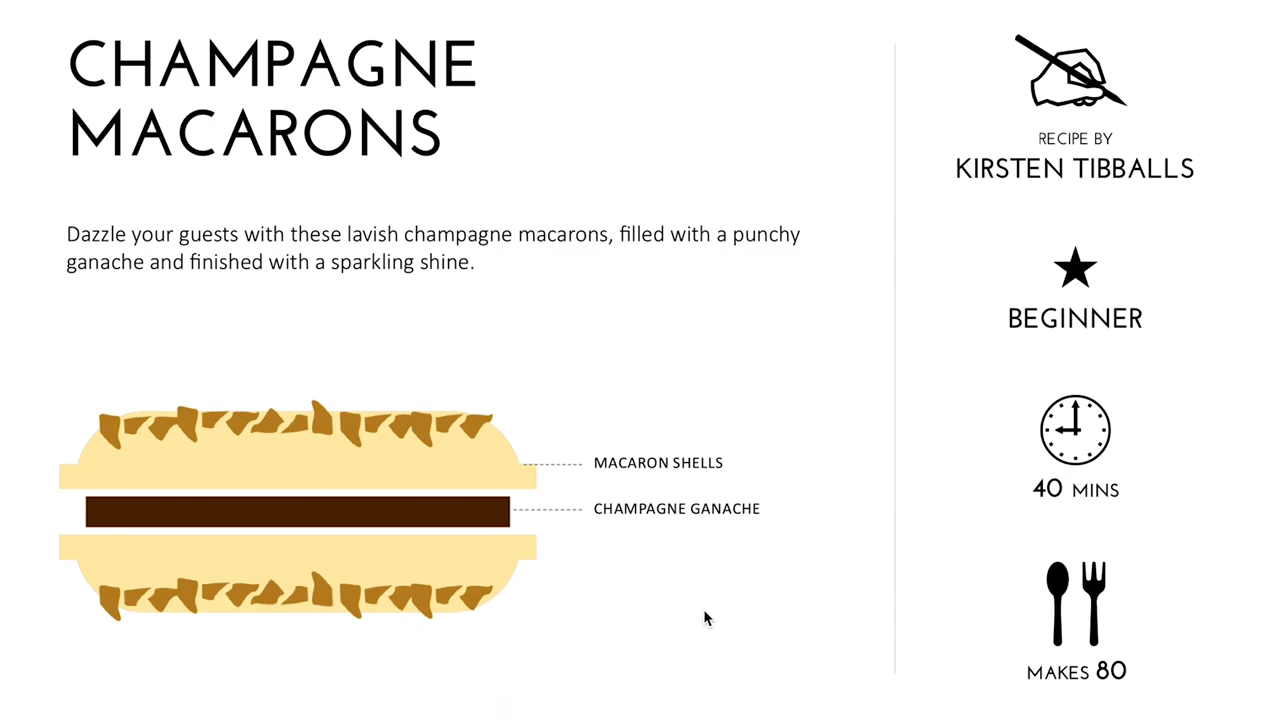 CHAMPAGNE
MACARONS
Dazzle your guests with these lavish champagne macarons, filled with a punchy
ganache and finished with a sparkling shine.
MACARON SHELLS
CHAMPAGNE GANACHE
RECIPE BY
KIRSTEN TIBBALLS
BEGINNER
40 MINS
MAKES 80